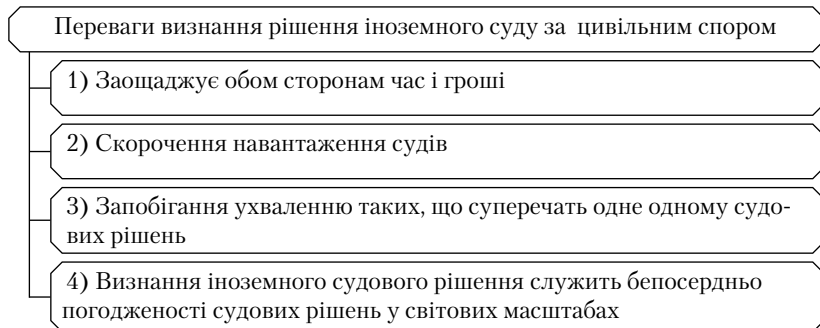 Переваги визнання рішення іноземного суду за цивільним спором
1) Заощаджує обом сторонам час і гроші
2) Скорочення навантаження судів
3) Запобігання ухваленню таких, що суперечать одне одному судо-
вих рішень
4) Визнання іноземного судового рішення служить бепосердньо
погодженості судових рішень у світових масштабах